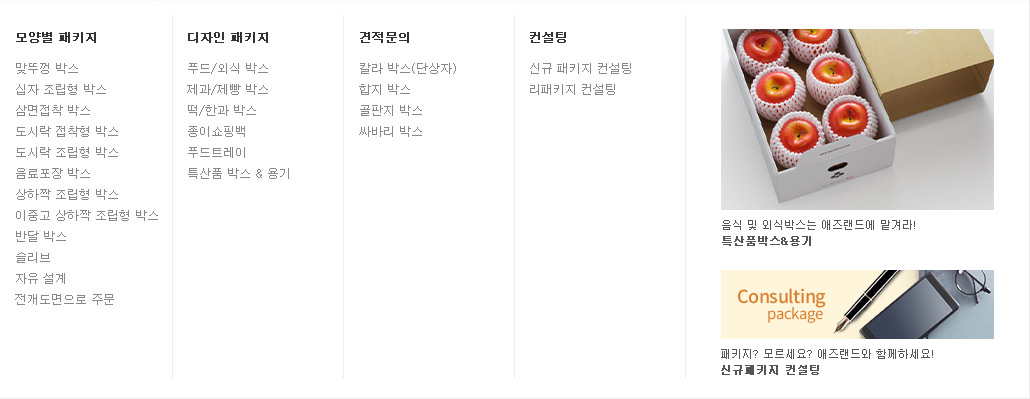 모양별 패키지
맞뚜껑 박스
십자 조립형 박스
삼면접착 박스
도시락 접착형 박스
도시락 조립형 박스
음료포장 박스
상하짝 조립형 박스
이중고 상하짝 조립형 박스
반달 박스
슬리브
자유 설계
전개도면으로 주문
디자인 패키지
푸드/외식 박스
제과/제빵 박스
떡/한과 박스
종이쇼핑백
푸드트레이
특산품 박스 & 용기
견적문의
칼라 박스(단상자)
합지 박스
골판지 박스
싸바리 박스
컨설팅
신규 패키지 컨설팅
리패키지 컨설팅
음식 및 외식박스는 애즈랜드에 맡겨라!
특산품박스&용기
Consulting
package
패키지? 모르세요? 애즈랜드와 함께하세요!
신규패키지 컨설팅